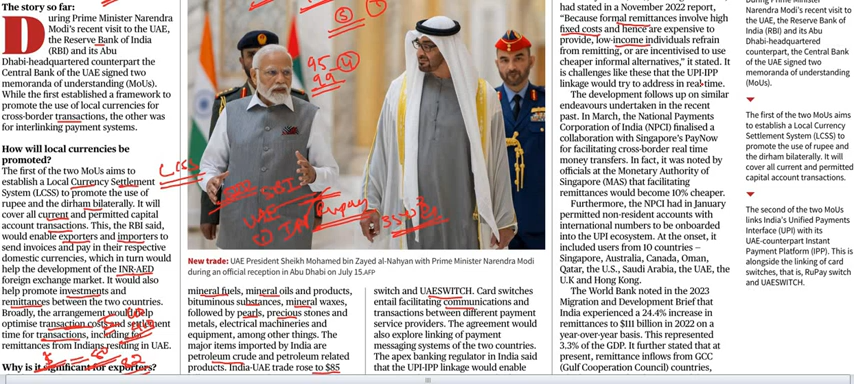 The story so far:
During Prime Minister Narendra
Modi's recent visit to the UAE,
the Reserve Bank of India
(RBI) and its Abu
Dhabi-headquartered counterpart the
Central Bank of the UAE signed two
memoranda of understanding (MoUs).
While the first established a framework to
promote the use of local currencies for
cross-border transactions, the other was
for interlinking payment systems.
How will local currencies be
promoted?
The first of the two MoUs aims to
establish a Local Currency Settlement
System (LCSS) to promote the use of
rupee and the dirham bilaterally. It will
cover all current and permitted capital
account transactions. This, the RBI said,
would enable exporters and importers to
send invoices and pay in their respective
domestic currencies, which in turn would
help the development of the INR-AED
foreign exchange market. It would also
help promote investments and
remittances between the two countries.
Broadly, the arrangement would help
optimise transaction costs and settlement
time for transactions, including for
remittances from Indians residing in UAE.
Why is it significant for exporters?
5
95
99 4
SBI
UAE
Rupay
New trade: UAE President Sheikh Mohamed bin Zayed al-Nahyan with Prime Minister Narendra Modi
during an official reception in Abu Dhabi on July 15. AFP
mineral fuels, mineral oils and products,
bituminous substances, mineral waxes,
followed by pearls, precious stones and
metals, electrical machineries and
equipment, among other things. The
major items imported by India are
petroleum crude and petroleum related
products. India-UAE trade rose to $85
switch and UAESWITCH. Card switches
entail facilitating communications and
transactions between different payment
service providers. The agreement would
also explore linking of payment
messaging systems of the two countries.
The apex banking regulator in India said
that the UPI-IPP linkage would enable
had stated in a November 2022 report,
"Because formal remittances involve high
fixed costs and hence are expensive to
provide, low-income individuals refrain
from remitting, or are incentivised to use
cheaper informal alternatives," it stated. It
is challenges like these that the UPI-IPP
linkage would try to address in real-time.
The development follows up on similar
endeavours undertaken in the recent
past. In March, the National Payments
Corporation of India (NPCI) finalised a
collaboration with Singapore's PayNow
for facilitating cross-border real time
money transfers. In fact, it was noted by
officials at the Monetary Authority of
Singapore (MAS) that facilitating
remittances would become 10% cheaper.
Furthermore, the NPCI had in January
permitted non-resident accounts with
international numbers to be onboarded
into the UPI ecosystem. At the onset, it
included users from 10 countries –
Singapore, Australia, Canada, Oman,
Qatar, the U.S., Saudi Arabia, the UAE, the
U.K and Hong Kong.
The World Bank noted in the 2023
Migration and Development Brief that
India experienced a 24.4% increase in
remittances to $111 billion in 2022 on a
year-over-year basis. This represented
3.3% of the GDP. It further stated that at
present, remittance inflows from GCC
(Gulf Cooperation Council) countries,
During Prime Minister
Narendra Modi's recent visit to
the UAE, the Reserve Bank of
India (RBI) and its Abu
Dhabi-headquartered
counterpart, the Central Bank
of the UAE signed two
memoranda of understanding
(MoUs).
The first of the two MoUs aims
to establish a Local Currency
Settlement System (LCSS) to
promote the use of rupee and
the dirham bilaterally. It will
cover all current and permitted
capital account transactions.
The second of the two MoUs
links India's Unified Payments
Interface (UPI) with its
UAE-counterpart Instant
Payment Platform (IPP). This is
alongside the linking of card
switches, that is, RuPay switch
and UAESWITCH.